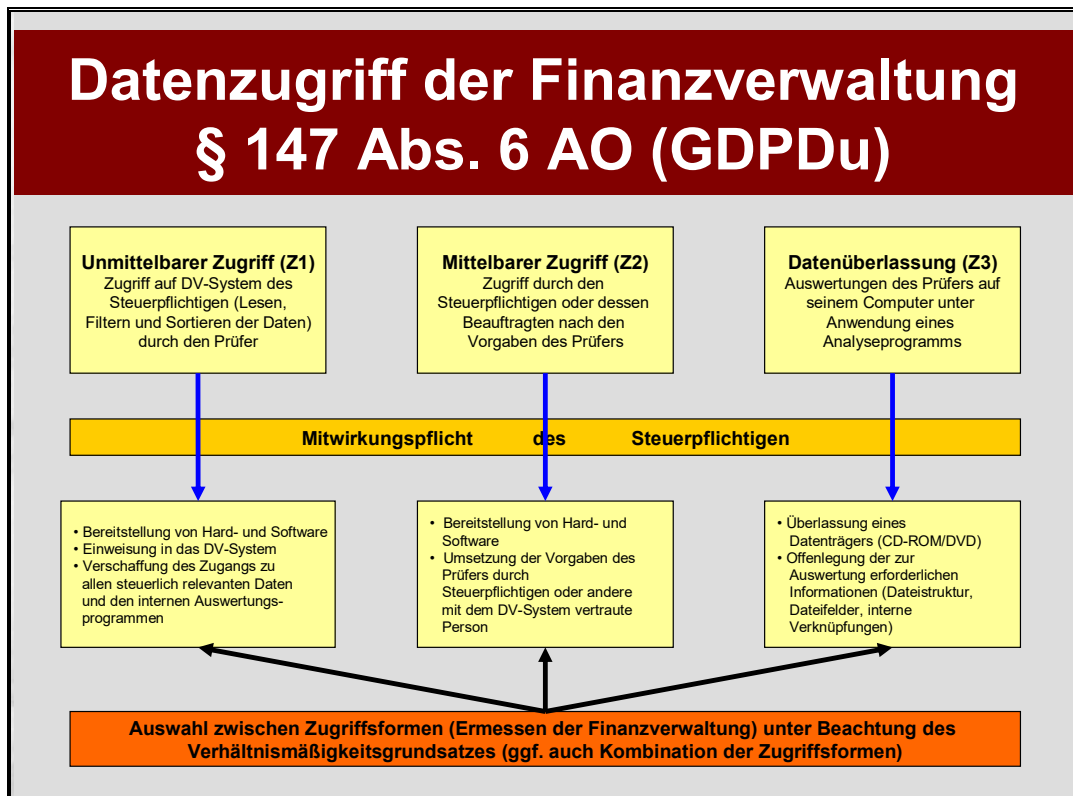 Datenzugriff der Finanzverwaltung
§ 147 Abs. 6 AO (GDPDu)
Unmittelbarer Zugriff (Z1)
Zugriff auf DV-System des
Steuerpflichtigen (Lesen,
Filtern und Sortieren der Daten)
durch den Prüfer
Mittelbarer Zugriff (Z2)
Zugriff durch den
Steuerpflichtigen oder dessen
Beauftragten nach den
Vorgaben des Prüfers
Datenüberlassung (Z3)
Auswertungen des Prüfers auf
seinem Computer unter
Anwendung eines
Analyseprogramms
Mitwirkungspflicht des Steuerpflichtigen
• Bereitstellung von Hard- und Software
• Einweisung in das DV-System
• Verschaffung des Zugangs zu
allen steuerlich relevanten Daten
und den internen Auswertungs-
programmen
• Bereitstellung von Hard- und
Software
• Umsetzung der Vorgaben des
Prüfers durch
Steuerpflichtigen oder andere
mit dem DV-System vertraute
Person
• Überlassung eines
Datenträgers (CD-ROM/DVD)
• Offenlegung der zur
Auswertung erforderlichen
Informationen (Dateistruktur,
Dateifelder, interne
Verknüpfungen)
Auswahl zwischen Zugriffsformen (Ermessen der Finanzverwaltung) unter Beachtung des
Verhältnismäßigkeitsgrundsatzes (ggf. auch Kombination der Zugriffsformen)